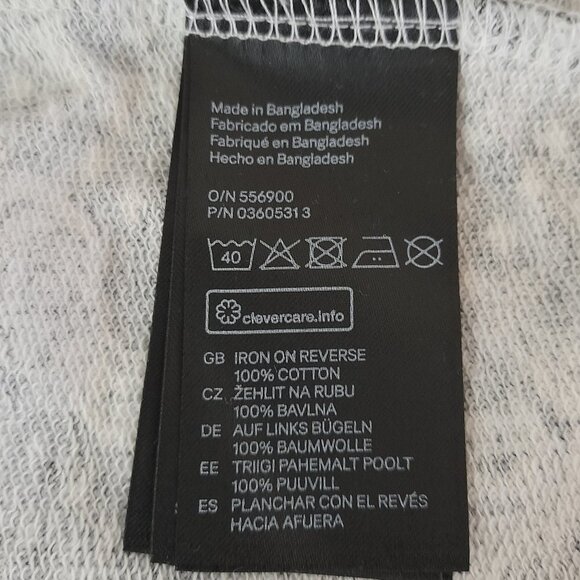 Made in Bangladesh
Fabricado em Bangladesh
Fabriqué en Bangladesh
Hecho en Bangladesh
O/N 556900
P/N 03605313
40
clevercare.info
GB IRON ON REVERSE
100% COTTON
CZ ŽEHLIT NA RUBU
100% BAVLNA
DE AUF LINKS BÜGELN
100% BAUMWOLLE
EE TRIIGI PAHEMALT POOLT
100% PUUVILL
ES PLANCHAR CON EL REVÉS
HACIA AFUERA